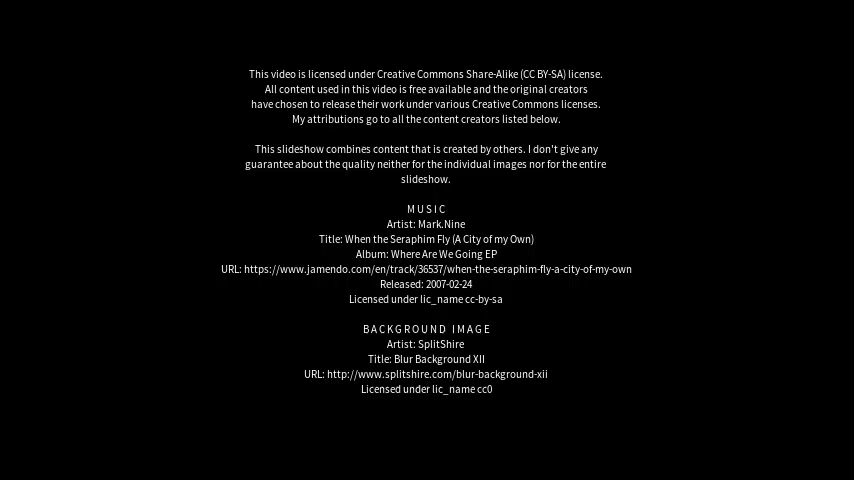 This video is licensed under Creative Commons Share-Alike (CC BY-SA) license.
All content used in this video is free available and the original creators
have chosen to release their work under various Creative Commons licenses.
My attributions go to all the content creators listed below.
This slideshow combines content that is created by others. I don't give any
guarantee about the quality neither for the individual images nor for the entire
slideshow.
MUSIC
Artist: Mark.Nine
Title: When the Seraphim Fly (A City of my Own)
Album: Where Are We Going EP
URL: https://www.jamendo.com/en/track/36537/when-the-seraphim-fly-a-city-of-my-own
Released: 2007-02-24
Licensed under lic_name cc-by-sa
BACKGROUND IMAGE
Artist: SplitShire
Title: Blur Background XII
URL: http://www.splitshire.com/blur-background-xii
Licensed under lic_name cc0